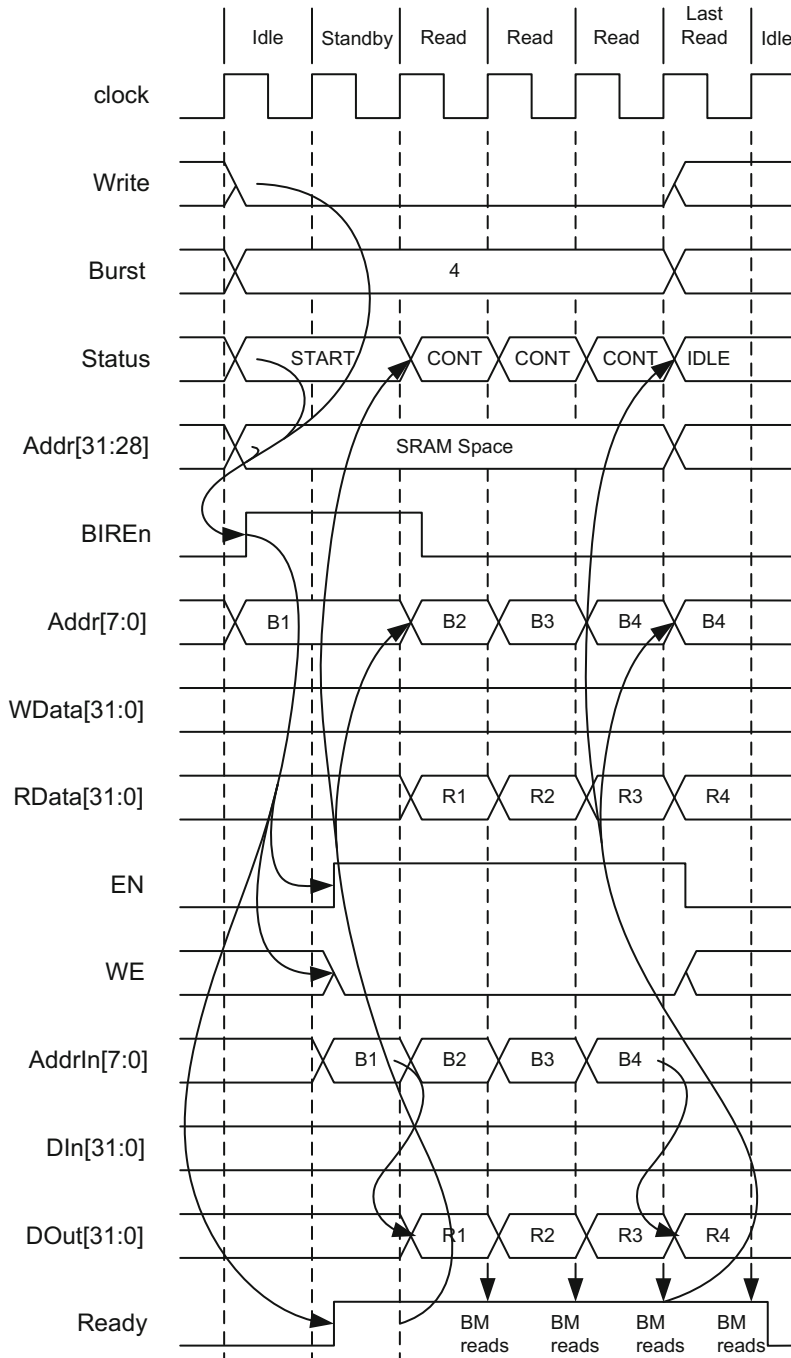 Idle Standby Read Read Read Last Read Idle
clock
Write
Burst 4
Status START CONT CONT CONT IDLE
Addr[31:28] SRAM Space
BIREn
Addr[7:0] B1 B2 B3 B4 B4
WData[31:0]
RData[31:0] R1 R2 R3 R4
EN
WE
AddrIn[7:0] B1 B2 B3 B4
DIn[31:0]
DOut[31:0] R1 R2 R3 R4
Ready BM reads BM reads BM reads BM reads